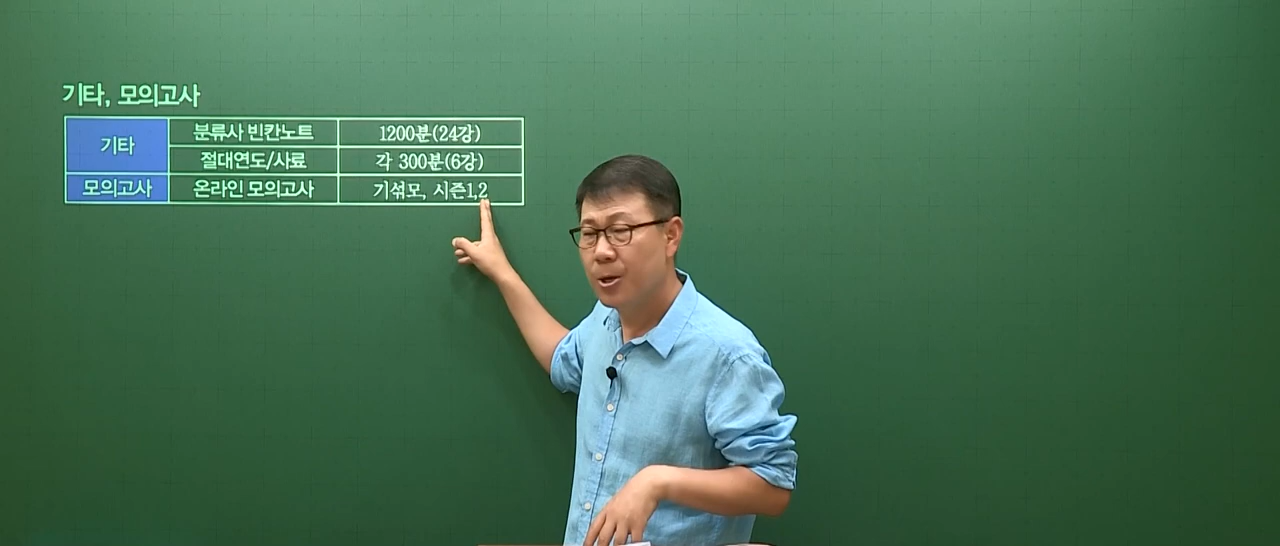 기타, 모의고사
기타
분류사 빈칸노트
1200분(24강)
절대연도/사료
각 300분(6강)
모의고사
온라인 모의고사
기섞모, 시즌1,2